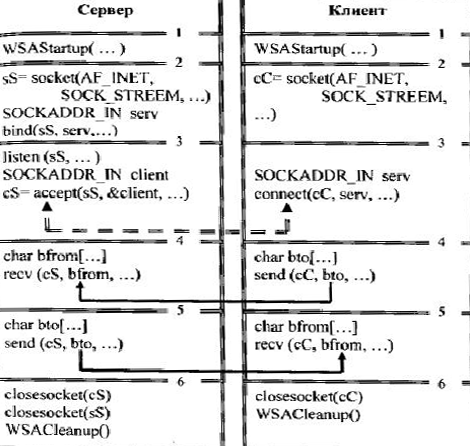 Сервер
1
WSAStartup( ... )
2
sS= socket(AF_INET,
SOCK_STREEM, ...)
SOCKADDR_IN serv
bind(sS, serv,...)
3
listen (sS, ... )
SOCKADDR_IN client
cS= accept(sS, &client, ...)
4
char bfrom[...]
recv (cS, bfrom, ...)
5
char bto[...]
send (cS, bto, ...)
6
closesocket(cS)
closesocket(sS)
WSACleanup()
Клиент
1
WSAStartup( ... )
2
cC= socket(AF_INET,
SOCK_STREEM,
...)
3
SOCKADDR_IN serv
connect(cC, serv, ...)
4
char bto[...]
send (cC, bto, ...)
5
char bfrom[...]
recv (cC, bfrom, ...)
6
closesocket(cC)
WSACleanup()